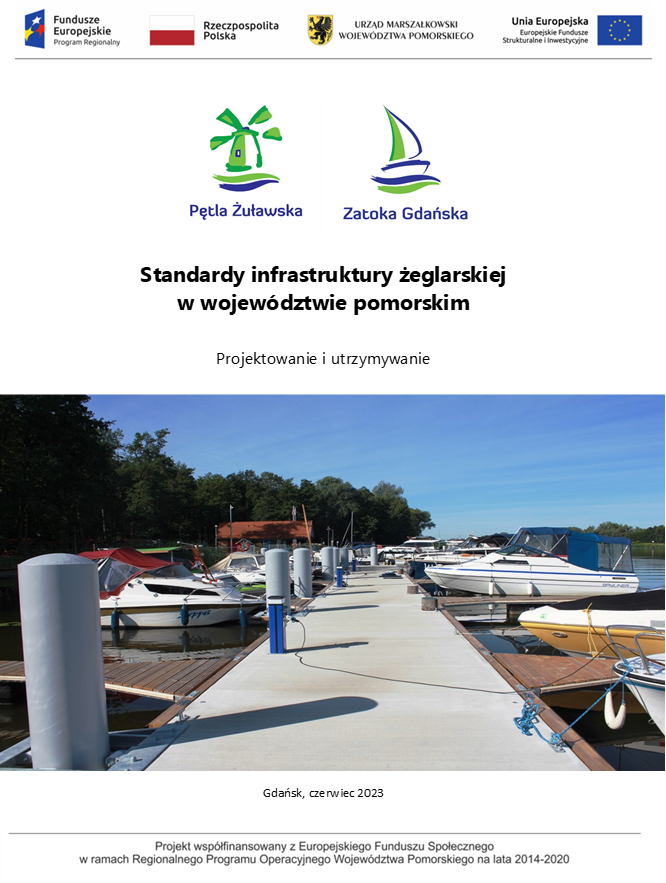 Fundusze
Europejskie
Program Regionalny
Rzeczpospolita
Polska
URZĄD MARSZAŁKOWSKI
WOJEWÓDZTWA POMORSKIEGO
Unia Europejska
Europejskie Fundusze
Strukturalne i Inwestycyjne
Pętla Żuławska
Zatoka Gdańska
Standardy infrastruktury żeglarskiej
w województwie pomorskim
Projektowanie i utrzymywanie
Gdańsk, czerwiec 2023
Projekt współfinansowany z Europejskiego Funduszu Społecznego
w ramach Regionalnego Programu Operacyjnego Województwa Pomorskiego na lata 2014-2020